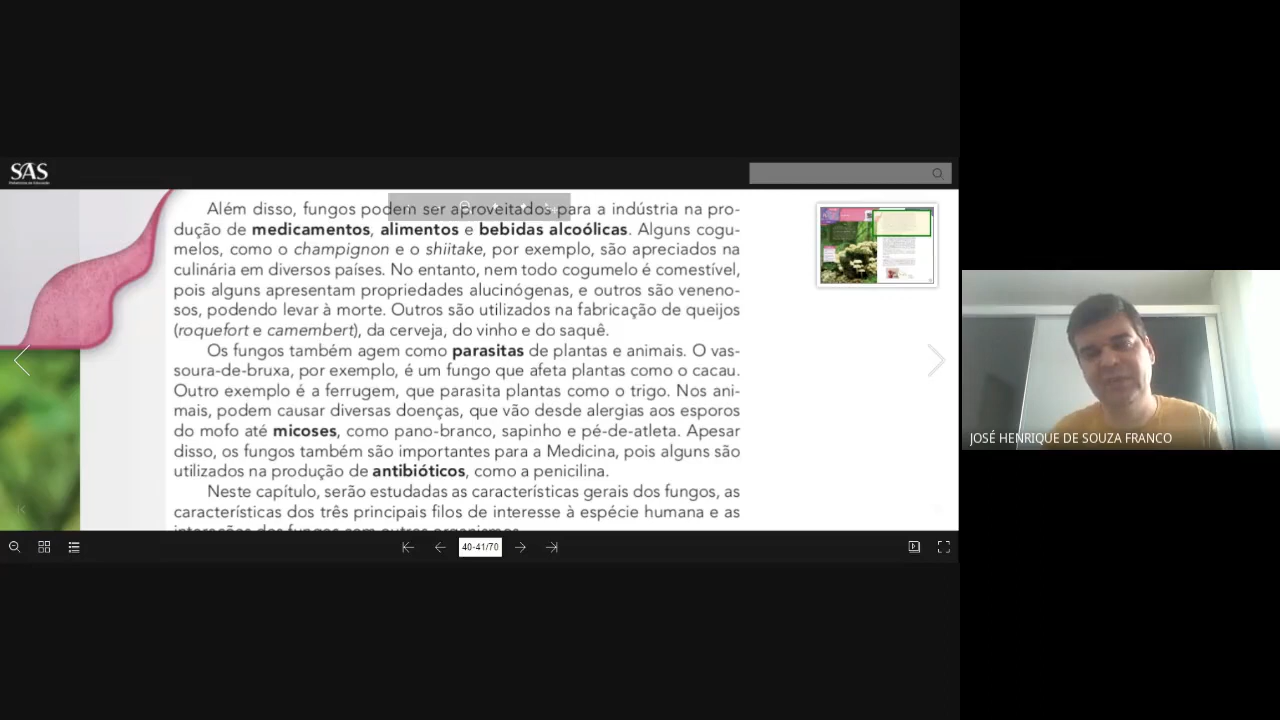 SAS
Além disso, fungos podem ser aproveitados para a indústria na pro-
dução de medicamentos, alimentos e bebidas alcoólicas. Alguns cogu-
melos, como o champignon e o shiitake, por exemplo, são apreciados na
culinária em diversos países. No entanto, nem todo cogumelo é comestível,
pois alguns apresentam propriedades alucinógenas, e outros são veneno-
sos, podendo levar à morte. Outros são utilizados na fabricação de queijos
(roquefort e camembert), da cerveja, do vinho e do saquê.
Os fungos também agem como parasitas de plantas e animais. O vas-
soura-de-bruxa, por exemplo, é um fungo que afeta plantas como o cacau.
Outro exemplo é a ferrugem, que parasita plantas como o trigo. Nos ani-
mais, podem causar diversas doenças, que vão desde alergias aos esporos
do mofo até micoses, como pano-branco, sapinho e pé-de-atleta. Apesar
disso, os fungos também são importantes para a Medicina, pois alguns são
utilizados na produção de antibióticos, como a penicilina.
Neste capítulo, serão estudadas as características gerais dos fungos, as
características dos três principais filos de interesse à espécie humana e as
interações dos fungos com outros organismos.
40-41/70
JOSÉ HENRIQUE DE SOUZA FRANCO